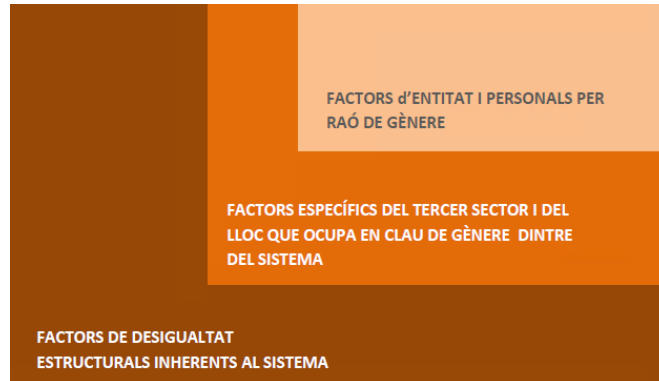 FACTORS d’ENTITAT I PERSONALS PER
RAÓ DE GÈNERE
FACTORS ESPECÍFICS DEL TERCER SECTOR I DEL
LLOC QUE OCUPA EN CLAU DE GÈNERE DINTRE
DEL SISTEMA
FACTORS DE DESIGUALTAT
ESTRUCTURALS INHERENTS AL SISTEMA